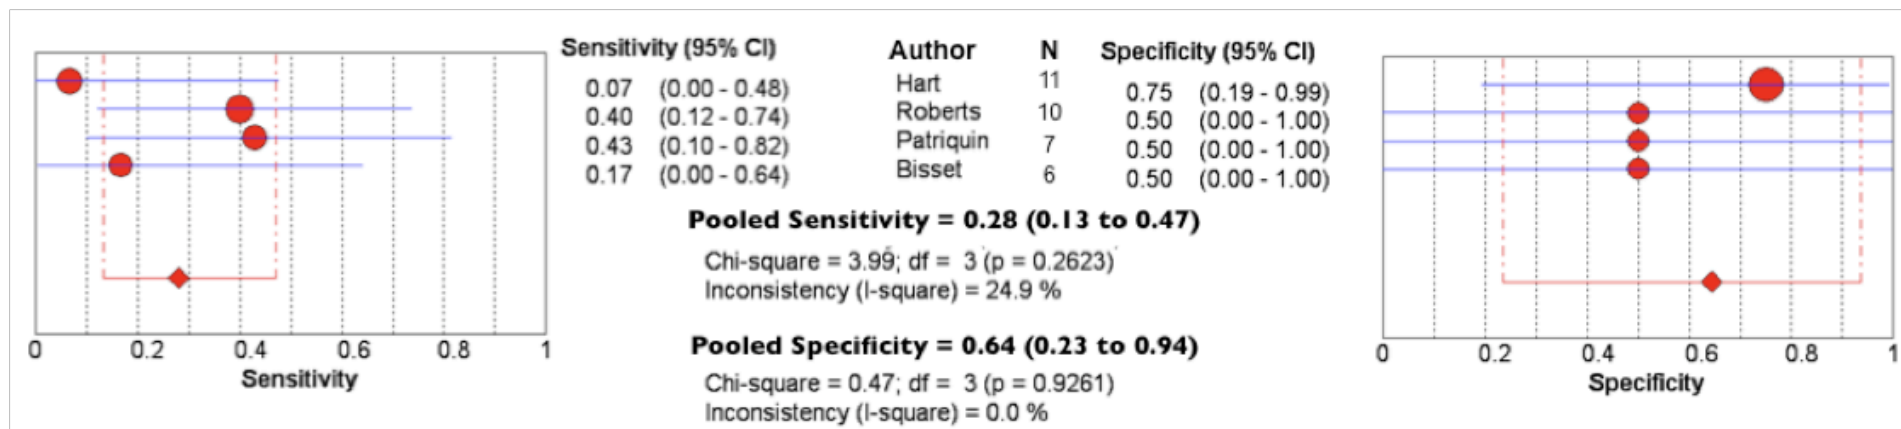 Sensitivity (95% CI) Author N Specificity (95% CI)
0.07 (0.00 - 0.48) Hart 11 0.75 (0.19 - 0.99)
0.40 (0.12 - 0.74) Roberts 10 0.50 (0.00 - 1.00)
0.43 (0.10 - 0.82) Patriquin 7 0.50 (0.00 - 1.00)
0.17 (0.00 - 0.64) Bisset 6 0.50 (0.00 - 1.00)
Pooled Sensitivity = 0.28 (0.13 to 0.47)
Chi-square = 3.99; df = 3 (p = 0.2623)
Inconsistency (I-square) = 24.9 %
Pooled Specificity = 0.64 (0.23 to 0.94)
Chi-square = 0.47; df = 3 (p = 0.9261)
Inconsistency (I-square) = 0.0 %
0 0.2 0.4 0.6 0.8 1
Sensitivity
0 0.2 0.4 0.6 0.8 1
Specificity